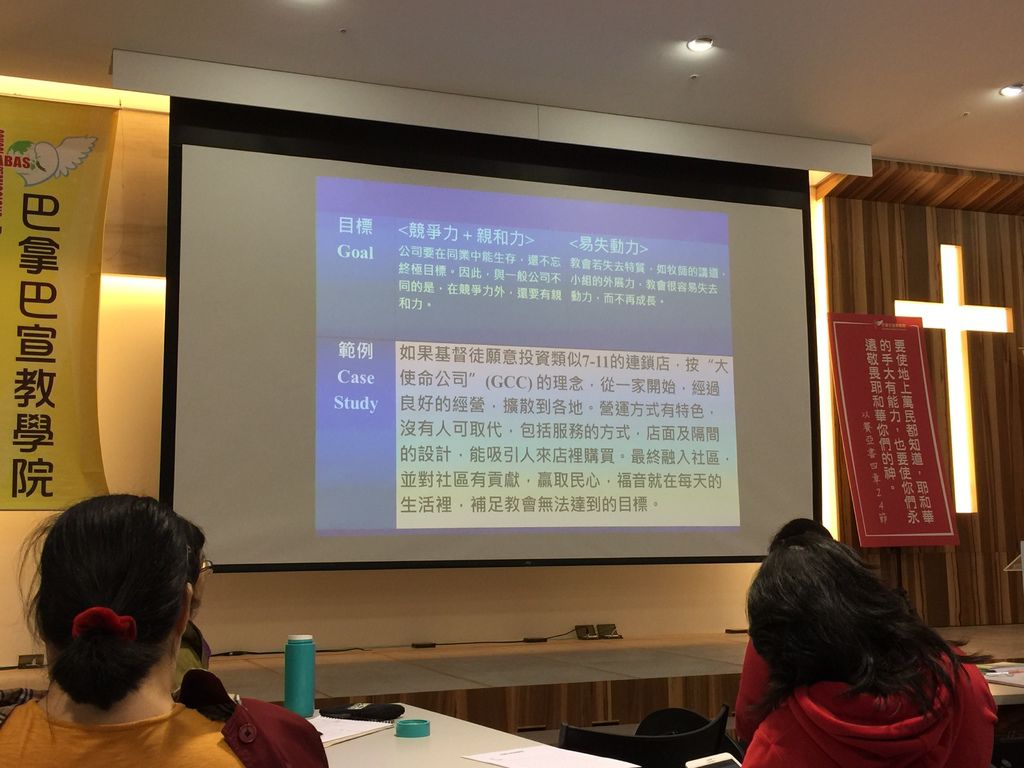 ABAS
巴拿巴宣教學院
目標
Goal
<競爭力+親和力>
公司要在同業中能生存，還不忘
終極目標。因此，與一般公司不
同的是，在競爭力外，還要有親
和力。
<易失動力>
教會若失去特質，如牧師的講道，
小組的外展力，教會很容易失去
動力，而不再成長。
範例
Case
Study
如果基督徒願意投資類似7-11的連鎖店，按“大
使命公司”(GCC) 的理念，從一家開始，經過
良好的經營，擴散到各地。營運方式有特色，
沒有人可取代，包括服務的方式，店面及隔間
的設計，能吸引人來店裡購買。最終融入社區，
並對社區有貢獻，贏取民心，福音就在每天的
生活裡，補足教會無法達到的目標。
要使地上萬民都知道，耶和華
的手大有能力，也要使你們永
遠敬畏耶和華你們的神。